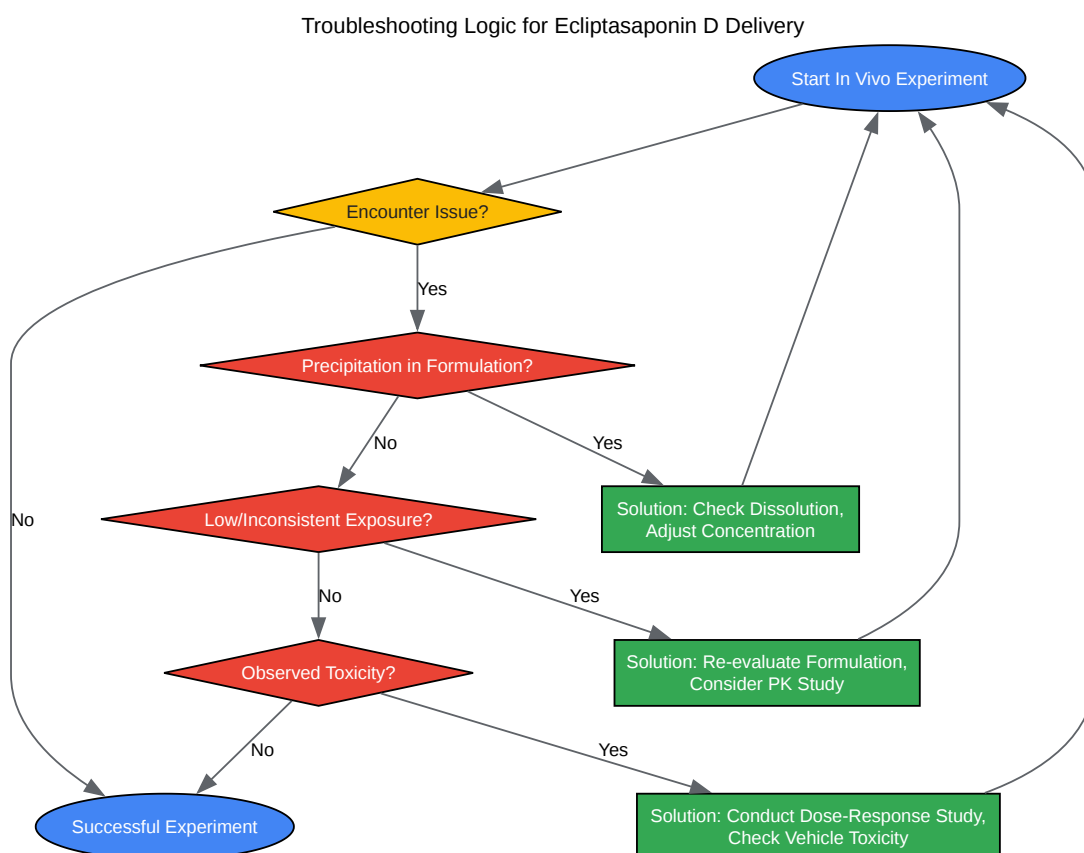 Troubleshooting Logic for Ecliptasaponin D Delivery
Start In Vivo Experiment
Encounter Issue?
Yes
Precipitation in Formulation?
No
Yes
Solution: Check Dissolution,
Adjust Concentration
Low/Inconsistent Exposure?
No
No
Yes
Solution: Re-evaluate Formulation,
Consider PK Study
Observed Toxicity?
No
Yes
Successful Experiment
Solution: Conduct Dose-Response Study,
Check Vehicle Toxicity